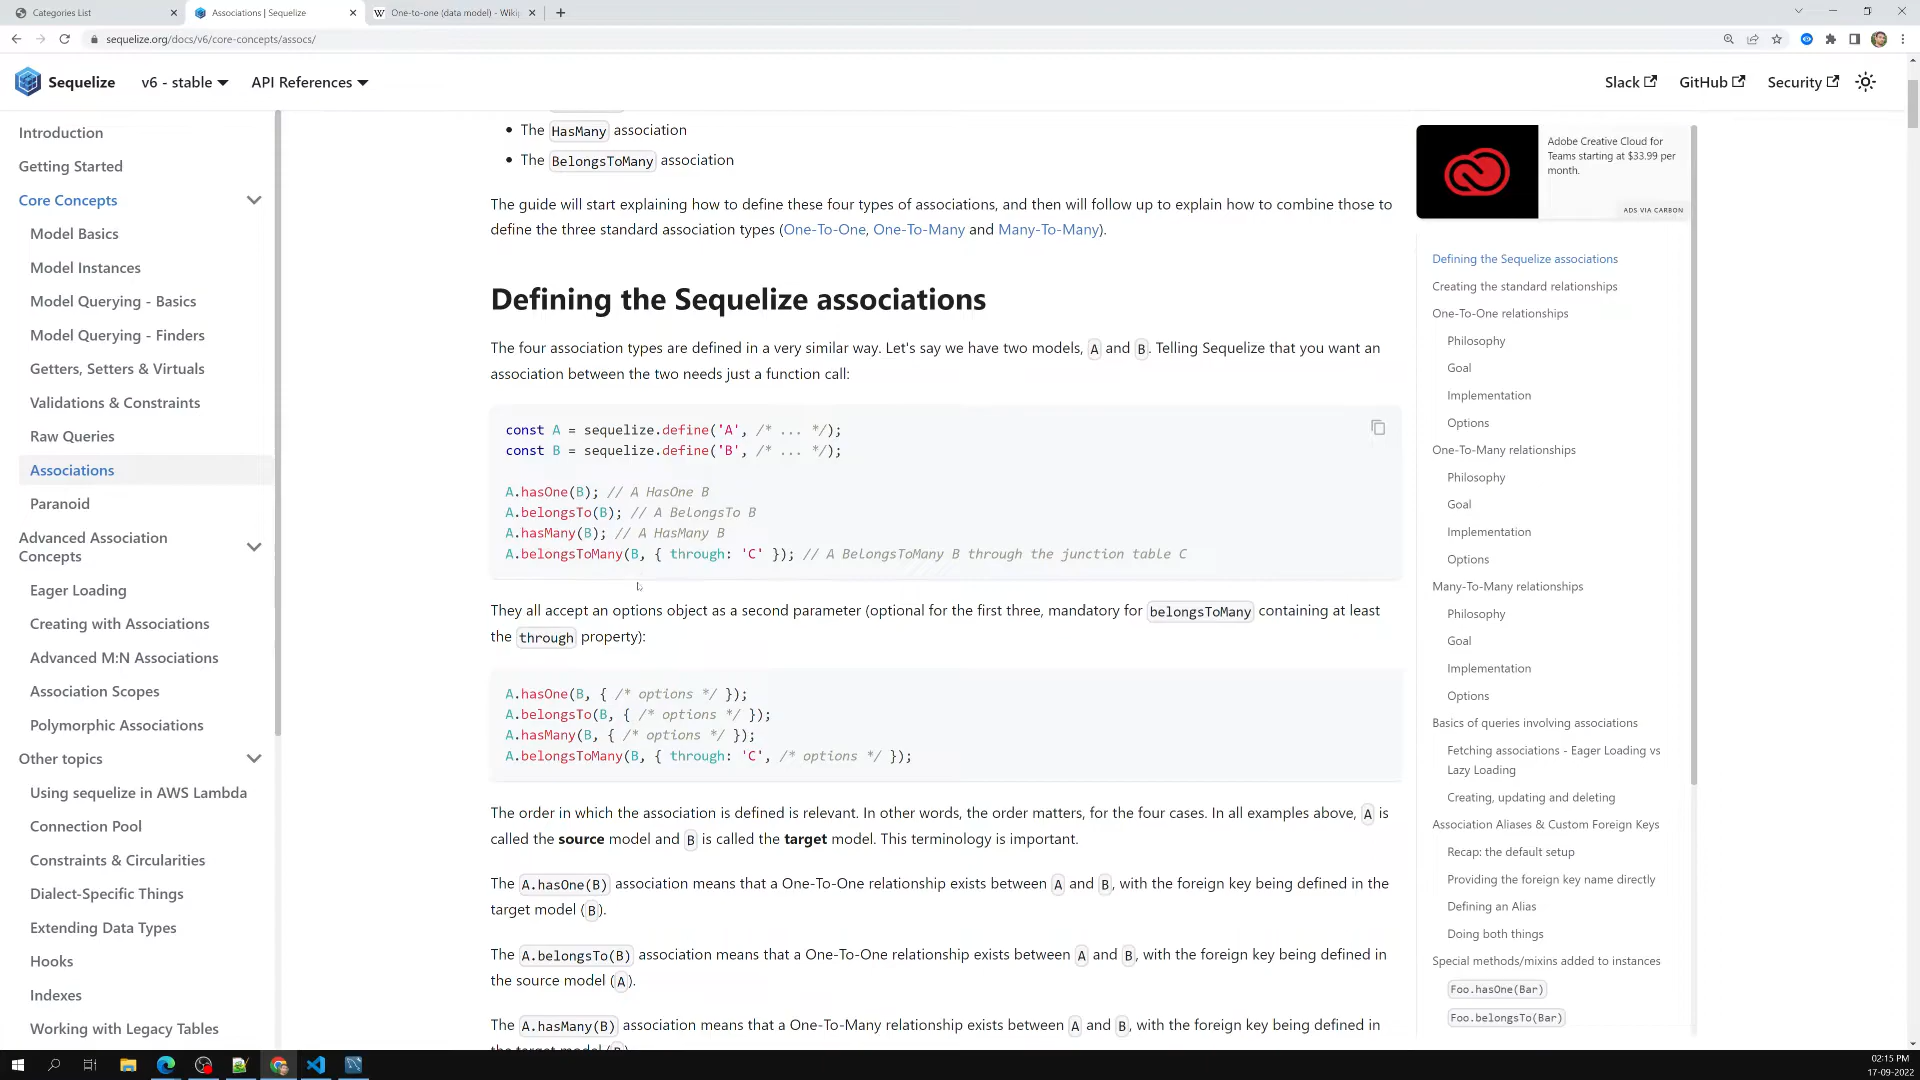 Categories List
Associations | Sequelize
One-to-one (data model) - Wiki
sequelize.org/docs/v6/core-concepts/assocs/
Sequelize
v6 - stable
API References
Slack
GitHub
Security
Introduction
Getting Started
Core Concepts
Model Basics
Model Instances
Model Querying - Basics
Model Querying - Finders
Getters, Setters & Virtuals
Validations & Constraints
Raw Queries
Associations
Paranoid
Advanced Association
Concepts
Eager Loading
Creating with Associations
Advanced M:N Associations
Association Scopes
Polymorphic Associations
Other topics
Using sequelize in AWS Lambda
Connection Pool
Constraints & Circularities
Dialect-Specific Things
Extending Data Types
Hooks
Indexes
Working with Legacy Tables
The HasMany association
The BelongsToMany association
The guide will start explaining how to define these four types of associations, and then will follow up to explain how to combine those to
define the three standard association types (One-To-One, One-To-Many and Many-To-Many).
Defining the Sequelize associations
The four association types are defined in a very similar way. Let's say we have two models, A and B. Telling Sequelize that you want an
association between the two needs just a function call:
const A = sequelize.define('A', /* ... */);
const B = sequelize.define('B', /* ... */);
A.hasOne(B); // A HasOne B
A.belongsTo(B); // A BelongsTo B
A.hasMany(B); // A HasMany B
A.belongsToMany(B, { through: 'C' }); // A BelongsToMany B through the junction table C
They all accept an options object as a second parameter (optional for the first three, mandatory for belongsToMany containing at least
the through property):
A.hasOne(B, { /* options */ });
A.belongsTo(B, { /* options */ });
A.hasMany(B, { /* options */ });
A.belongsToMany(B, { through: 'C', /* options */ });
The order in which the association is defined is relevant. In other words, the order matters, for the four cases. In all examples above, A is
called the source model and B is called the target model. This terminology is important.
The A.hasOne(B) association means that a One-To-One relationship exists between A and B, with the foreign key being defined in the
target model (B).
The A.belongsTo(B) association means that a One-To-One relationship exists between A and B, with the foreign key being defined in
the source model (A).
The A.hasMany(B) association means that a One-To-Many relationship exists between A and B, with the foreign key being defined in
the target model (B).
Adobe Creative Cloud for
Teams starting at $33.99 per
month.
ADS VIA CARBON
Defining the Sequelize associations
Creating the standard relationships
One-To-One relationships
Philosophy
Goal
Implementation
Options
One-To-Many relationships
Philosophy
Goal
Implementation
Options
Many-To-Many relationships
Philosophy
Goal
Implementation
Options
Basics of queries involving associations
Fetching associations - Eager Loading vs
Lazy Loading
Creating, updating and deleting
Association Aliases & Custom Foreign Keys
Recap: the default setup
Providing the foreign key name directly
Defining an Alias
Doing both things
Special methods/mixins added to instances
Foo.hasOne(Bar)
Foo.belongsTo(Bar)
02:15 PM
17-09-2022